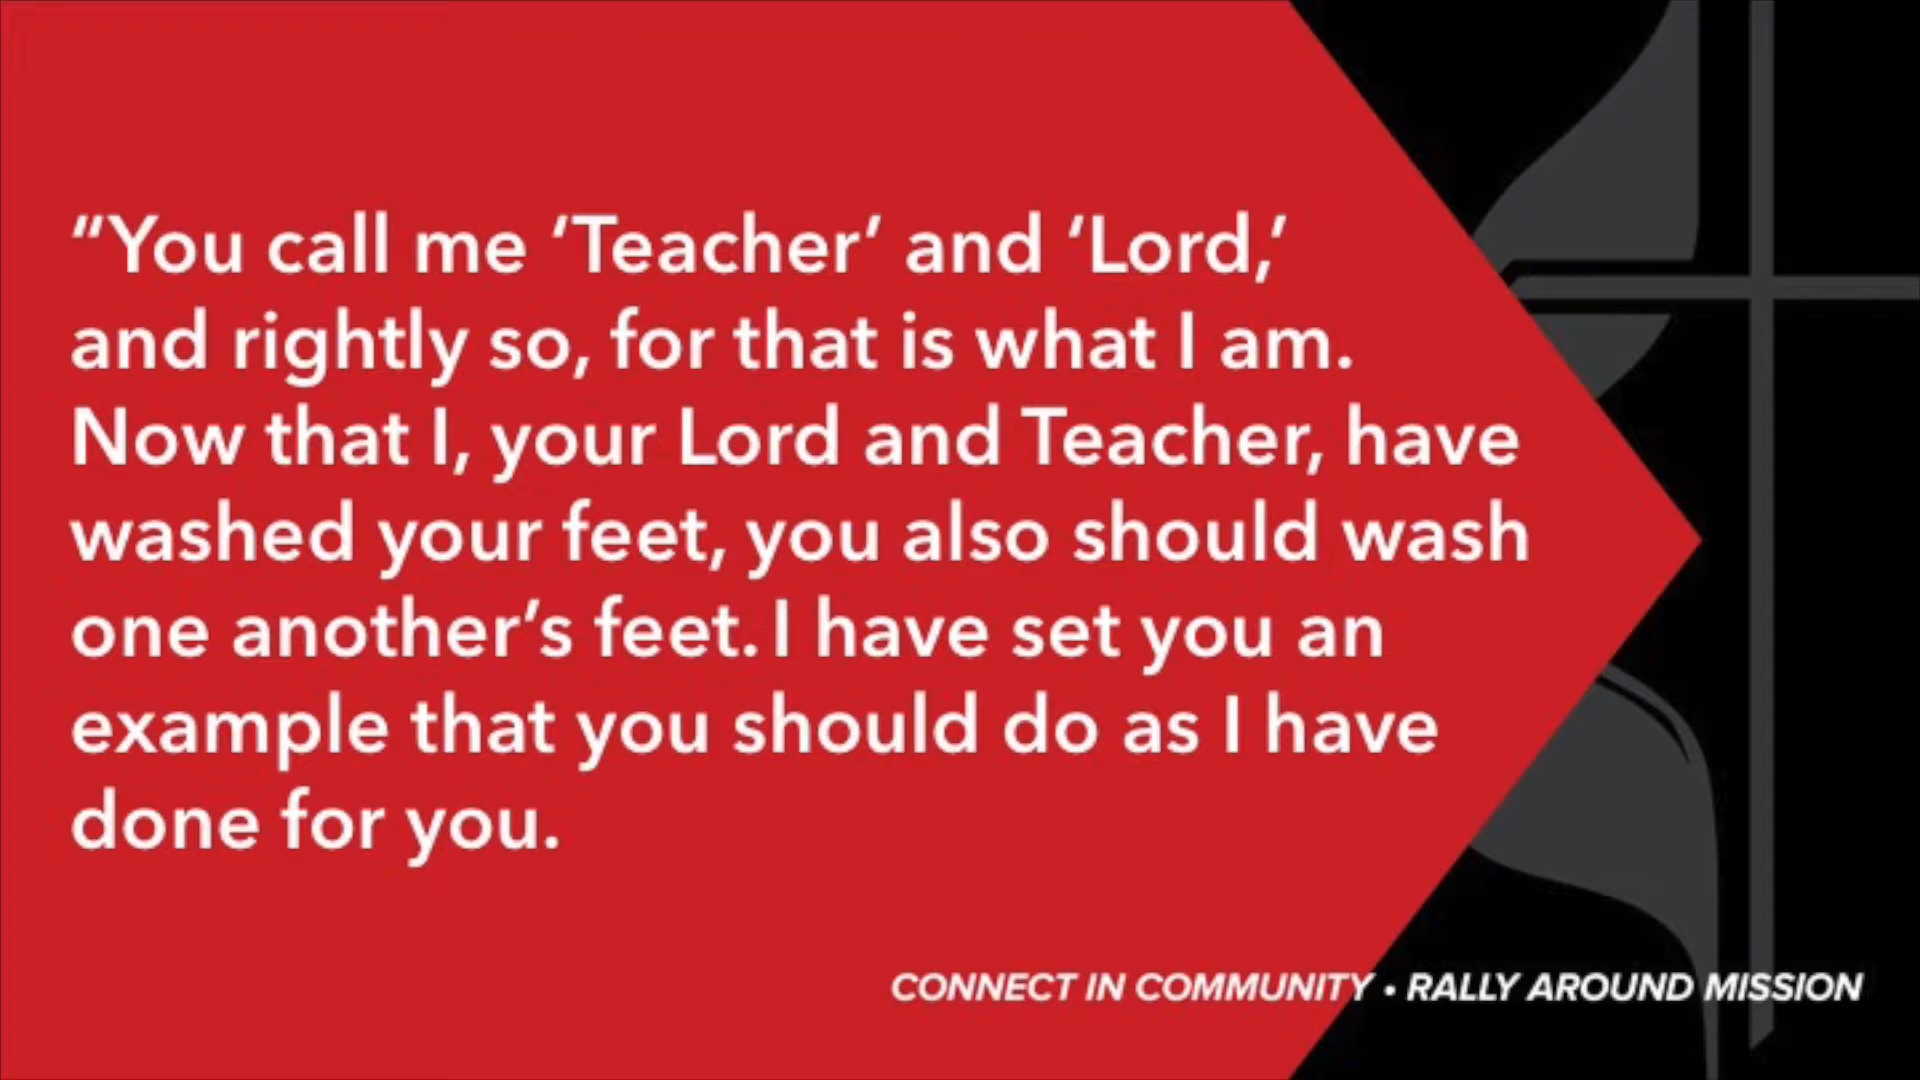 “You call me ‘Teacher’ and ‘Lord,’
and rightly so, for that is what I am.
Now that I, your Lord and Teacher, have
washed your feet, you also should wash
one another’s feet. I have set you an
example that you should do as I have
done for you.
CONNECT IN COMMUNITY • RALLY AROUND MISSION